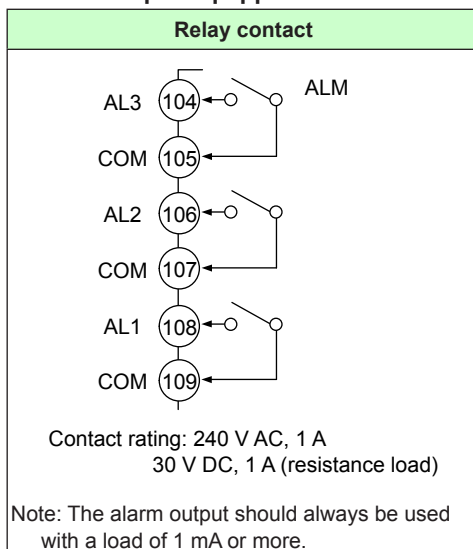 Relay contact
ALM
AL3 104
COM 105
AL2 106
COM 107
AL1 108
COM 109
Contact rating: 240 V AC, 1 A
30 V DC, 1 A (resistance load)
Note: The alarm output should always be used
with a load of 1 mA or more.